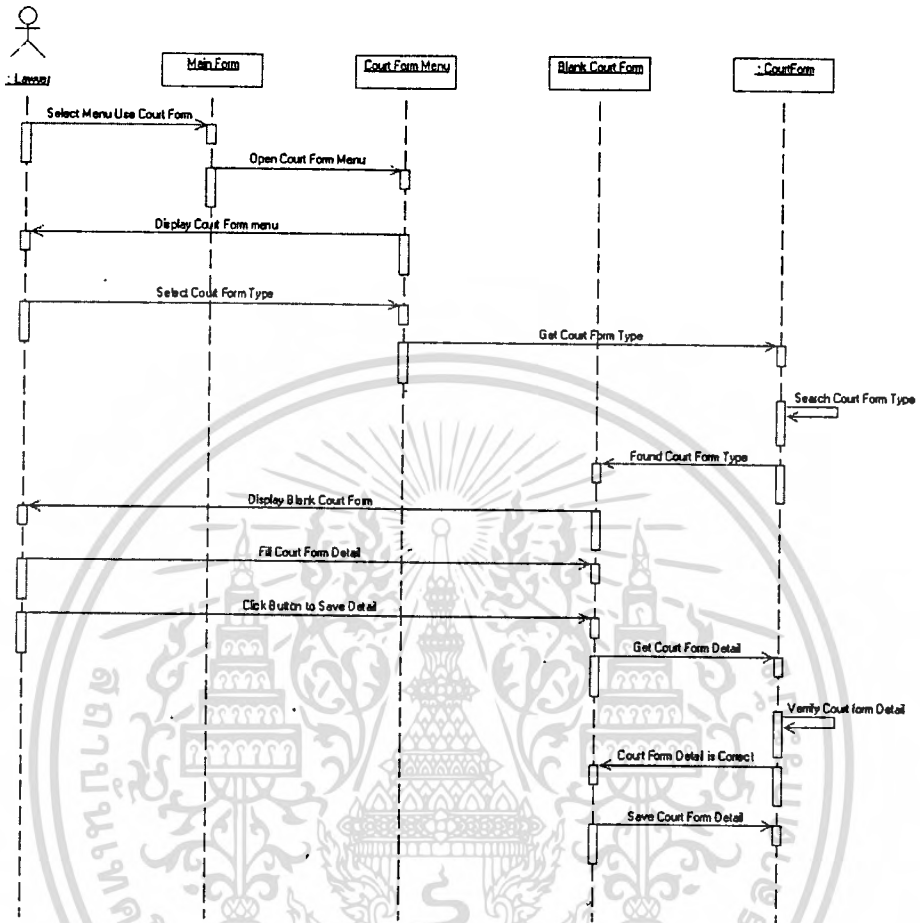 : Lawyer
Main Form
Court Form Menu
Blank Court Form
: CourtForm
Select Menu Use Court Form
Open Court Form Menu
Display Court Form menu
Select Court Form Type
Get Court Form Type
Search Court Form Type
Found Court Form Type
Display Blank Court Form
Fill Court Form Detail
Click Button to Save Detail
Get Court Form Detail
Verify Court form Detail
Court Form Detail is Correct
Save Court Form Detail